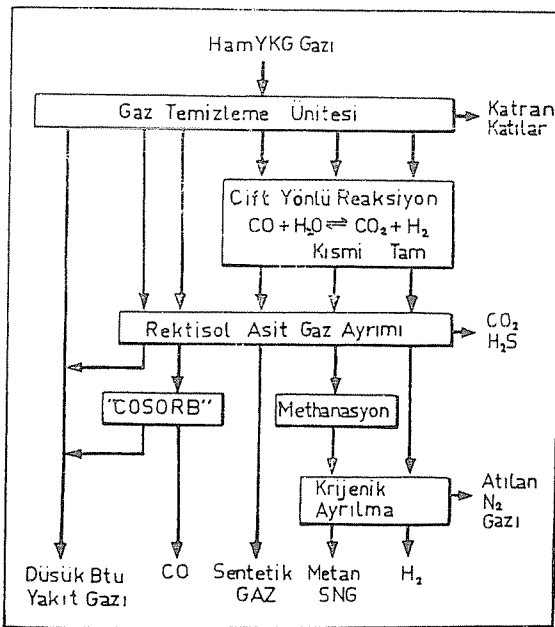 Ham YKG Gazı
Gaz Temizleme Ünitesi
Katran
Katılar
Cift Yönlü Reaksiyon
CO + H₂O ⇌ CO₂ + H₂
Kısmi Tam
Rektisol Asit Gaz Ayrımı
CO₂
H₂S
"COSORB"
Methanasyon
Krijenik
Ayrılma
Atılan
N₂
Gazı
Düsük Btu
Yakıt Gazı
CO
Sentetik
GAZ
Metan
SNG
H₂